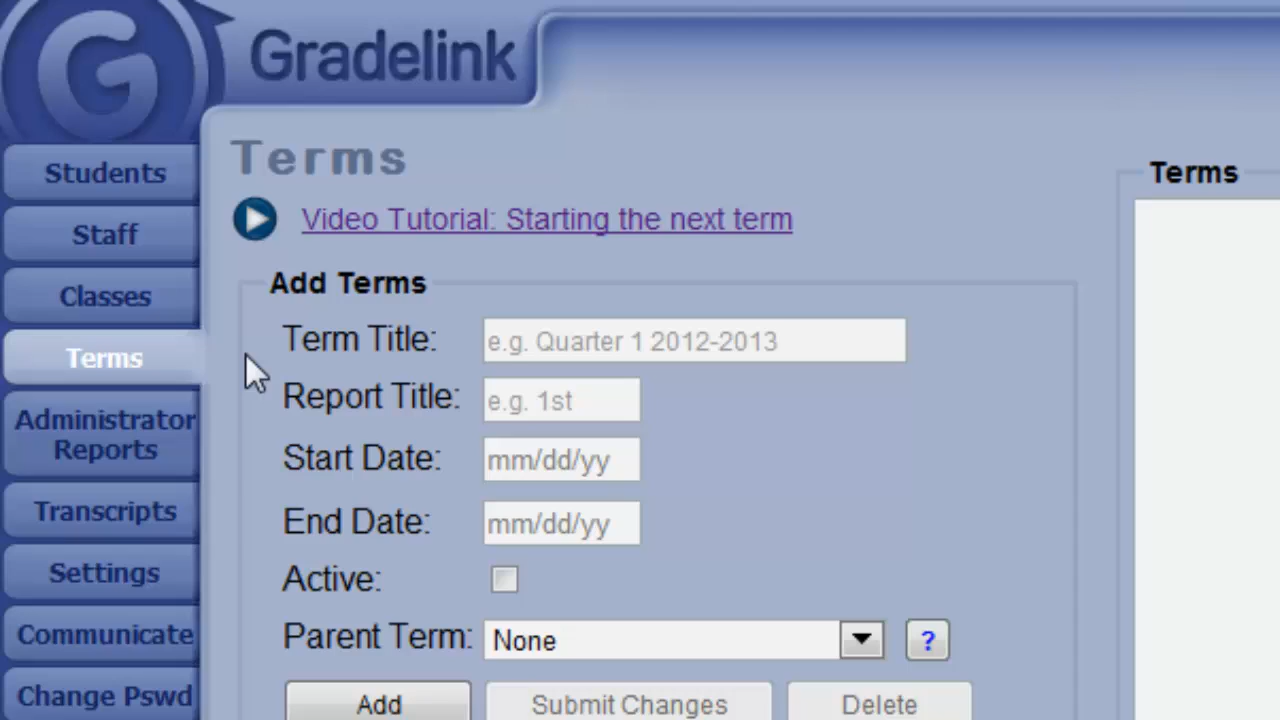 G
Gradelink
Students
Staff
Classes
Terms
Administrator
Reports
Transcripts
Settings
Communicate
Change Pswd
Terms
Video Tutorial: Starting the next term
Add Terms
Term Title: e.g. Quarter 1 2012-2013
Report Title: e.g. 1st
Start Date: mm/dd/yy
End Date: mm/dd/yy
Active:
Parent Term: None ?
Add Submit Changes Delete
Terms